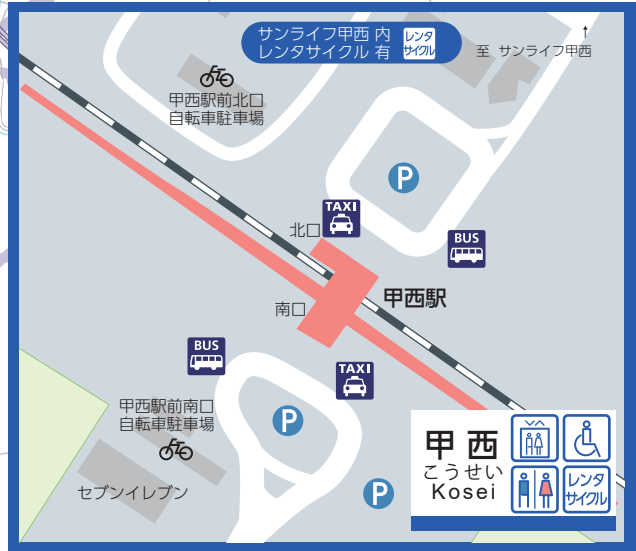 サンライフ甲西 内
レンタサイクル 有
レンタ
サイクル
↑
至 サンライフ甲西
甲西駅前北口
自転車駐車場
P
TAXI
北口
BUS
甲西駅
南口
BUS
TAXI
甲西駅前南口
自転車駐車場
P
セブンイレブン
P
甲西
こうせい
Kosei
レンタ
サイクル